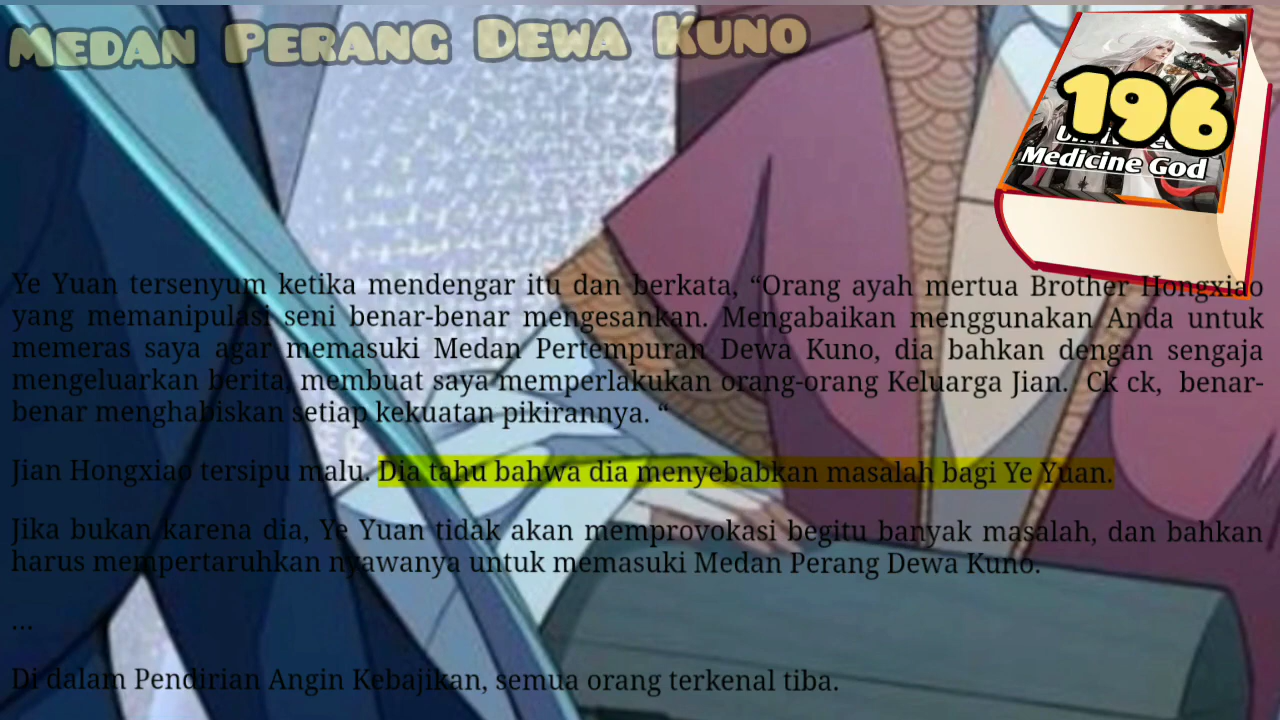 Medan Perang Dewa Kuno
196
Medicine God
Ye Yuan tersenyum ketika mendengar itu dan berkata, “Orang ayah mertua Brother Hongxiao
yang memanipulasi seni benar-benar mengesankan. Mengabaikan menggunakan Anda untuk
memeras saya agar memasuki Medan Pertempuran Dewa Kuno, dia bahkan dengan sengaja
mengeluarkan berita, membuat saya memperlakukan orang-orang Keluarga Jian.  Ck ck,  benar-
benar menghabiskan setiap kekuatan pikirannya. “
Jian Hongxiao tersipu malu. Dia tahu bahwa dia menyebabkan masalah bagi Ye Yuan.
Jika bukan karena dia, Ye Yuan tidak akan memprovokasi begitu banyak masalah, dan bahkan
harus mempertaruhkan nyawanya untuk memasuki Medan Perang Dewa Kuno.
…
Di dalam Pendirian Angin Kebajikan, semua orang terkenal tiba.